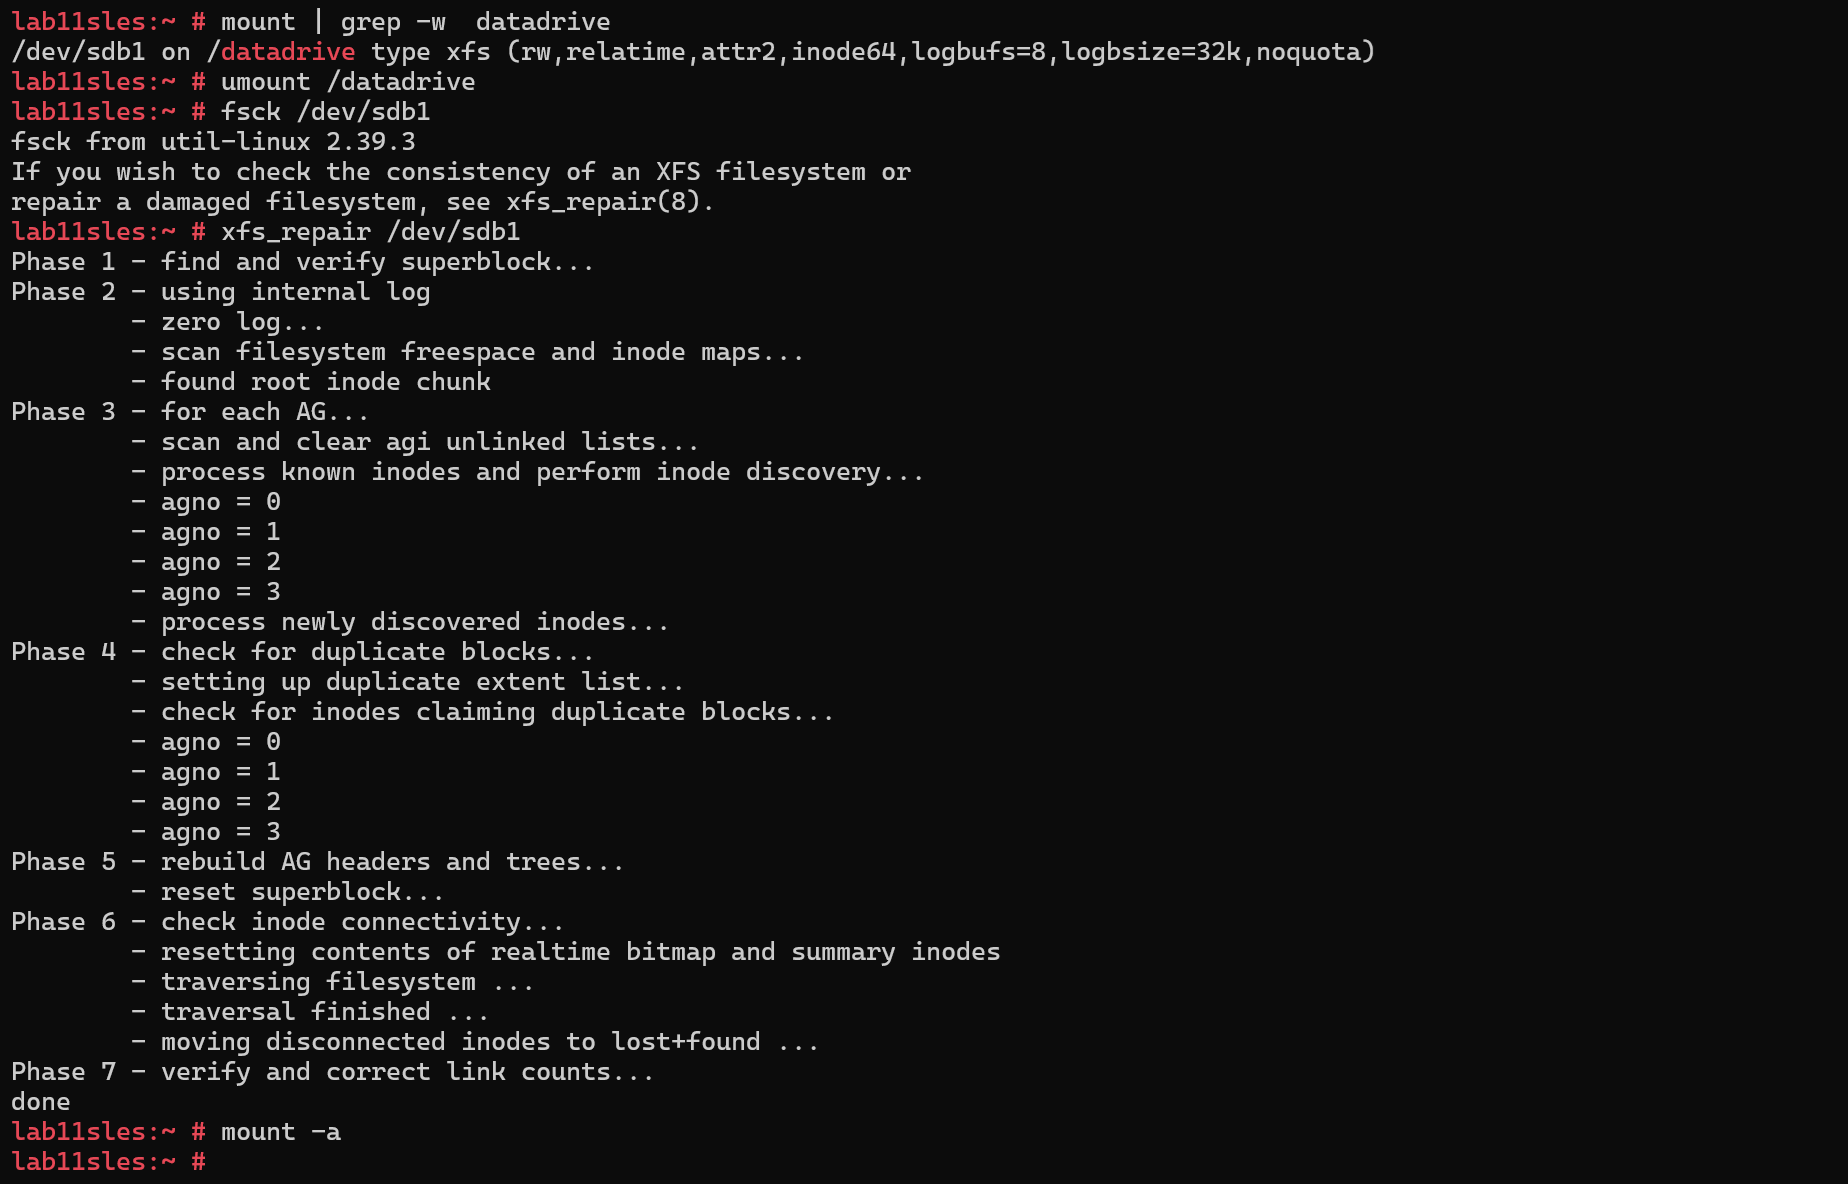 lab11sles:~ # mount | grep -w  datadrive
/dev/sdb1 on /datadrive type xfs (rw,relatime,attr2,inode64,logbufs=8,logbsize=32k,noquota)
lab11sles:~ # umount /datadrive
lab11sles:~ # fsck /dev/sdb1
fsck from util-linux 2.39.3
If you wish to check the consistency of an XFS filesystem or
repair a damaged filesystem, see xfs_repair(8).
lab11sles:~ # xfs_repair /dev/sdb1
Phase 1 - find and verify superblock...
Phase 2 - using internal log
        - zero log...
        - scan filesystem freespace and inode maps...
        - found root inode chunk
Phase 3 - for each AG...
        - scan and clear agi unlinked lists...
        - process known inodes and perform inode discovery...
        - agno = 0
        - agno = 1
        - agno = 2
        - agno = 3
        - process newly discovered inodes...
Phase 4 - check for duplicate blocks...
        - setting up duplicate extent list...
        - check for inodes claiming duplicate blocks...
        - agno = 0
        - agno = 1
        - agno = 2
        - agno = 3
Phase 5 - rebuild AG headers and trees...
        - reset superblock...
Phase 6 - check inode connectivity...
        - resetting contents of realtime bitmap and summary inodes
        - traversing filesystem ...
        - traversal finished ...
        - moving disconnected inodes to lost+found ...
Phase 7 - verify and correct link counts...
done
lab11sles:~ # mount -a
lab11sles:~ #